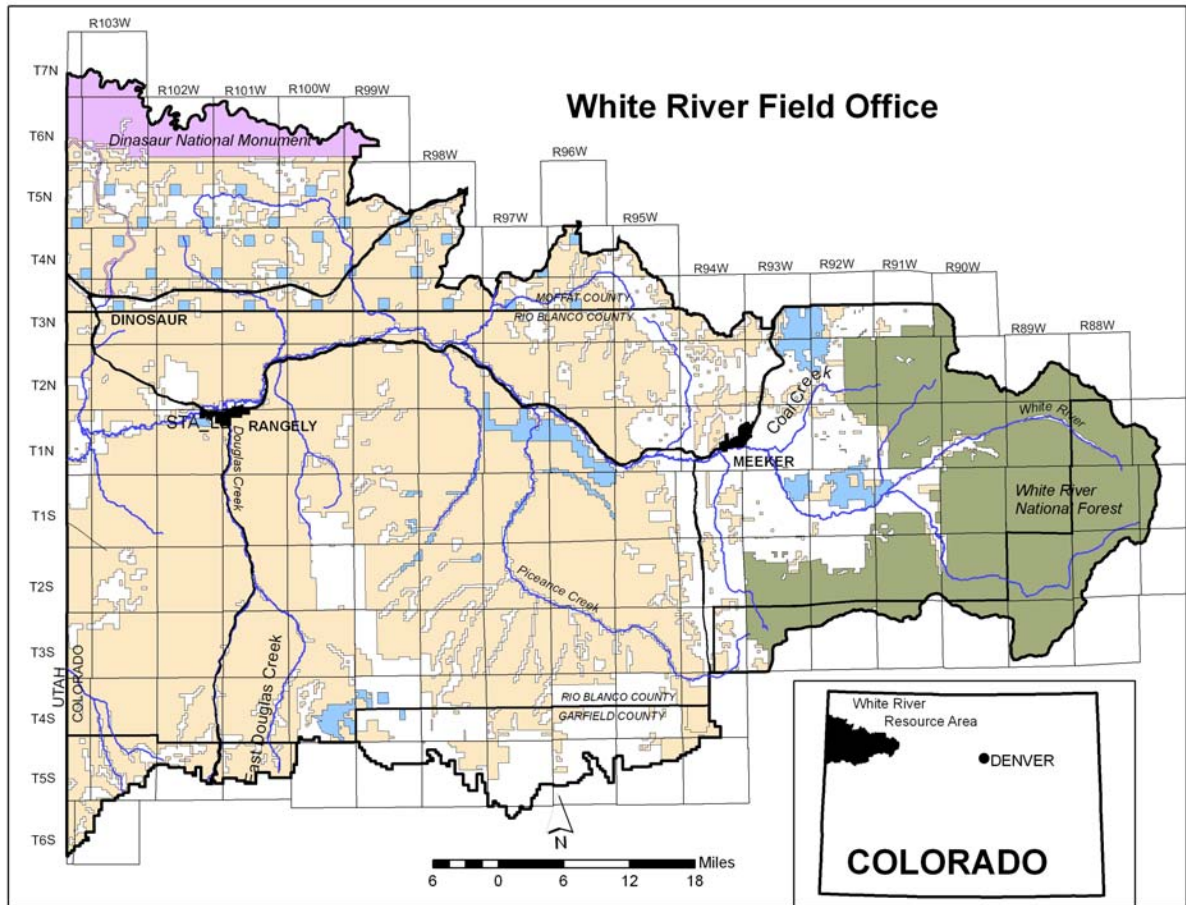 R103W
T7N
R102W
R101W
R100W
R99W
White River Field Office
T6N
Dinasaur National Monument
R98W
R96W
T5N
R97W
R95W
T4N
R94W
R93W
R92W
R91W
R90W
MOFFAT COUNTY
RIO BLANCO COUNTY
T3N
DINOSAUR
R89W
R88W
T2N
Coal Creek
White River
STA_L
RANGELY
T1N
MEEKER
Douglas Creek
White River
National Forest
T1S
Piceance Creek
T2S
T3S
UTAH
COLORADO
East Douglas Creek
RIO BLANCO COUNTY
GARFIELD COUNTY
T4S
White River
Resource Area
DENVER
T5S
T6S
N
Miles
6 0 6 12 18
COLORADO